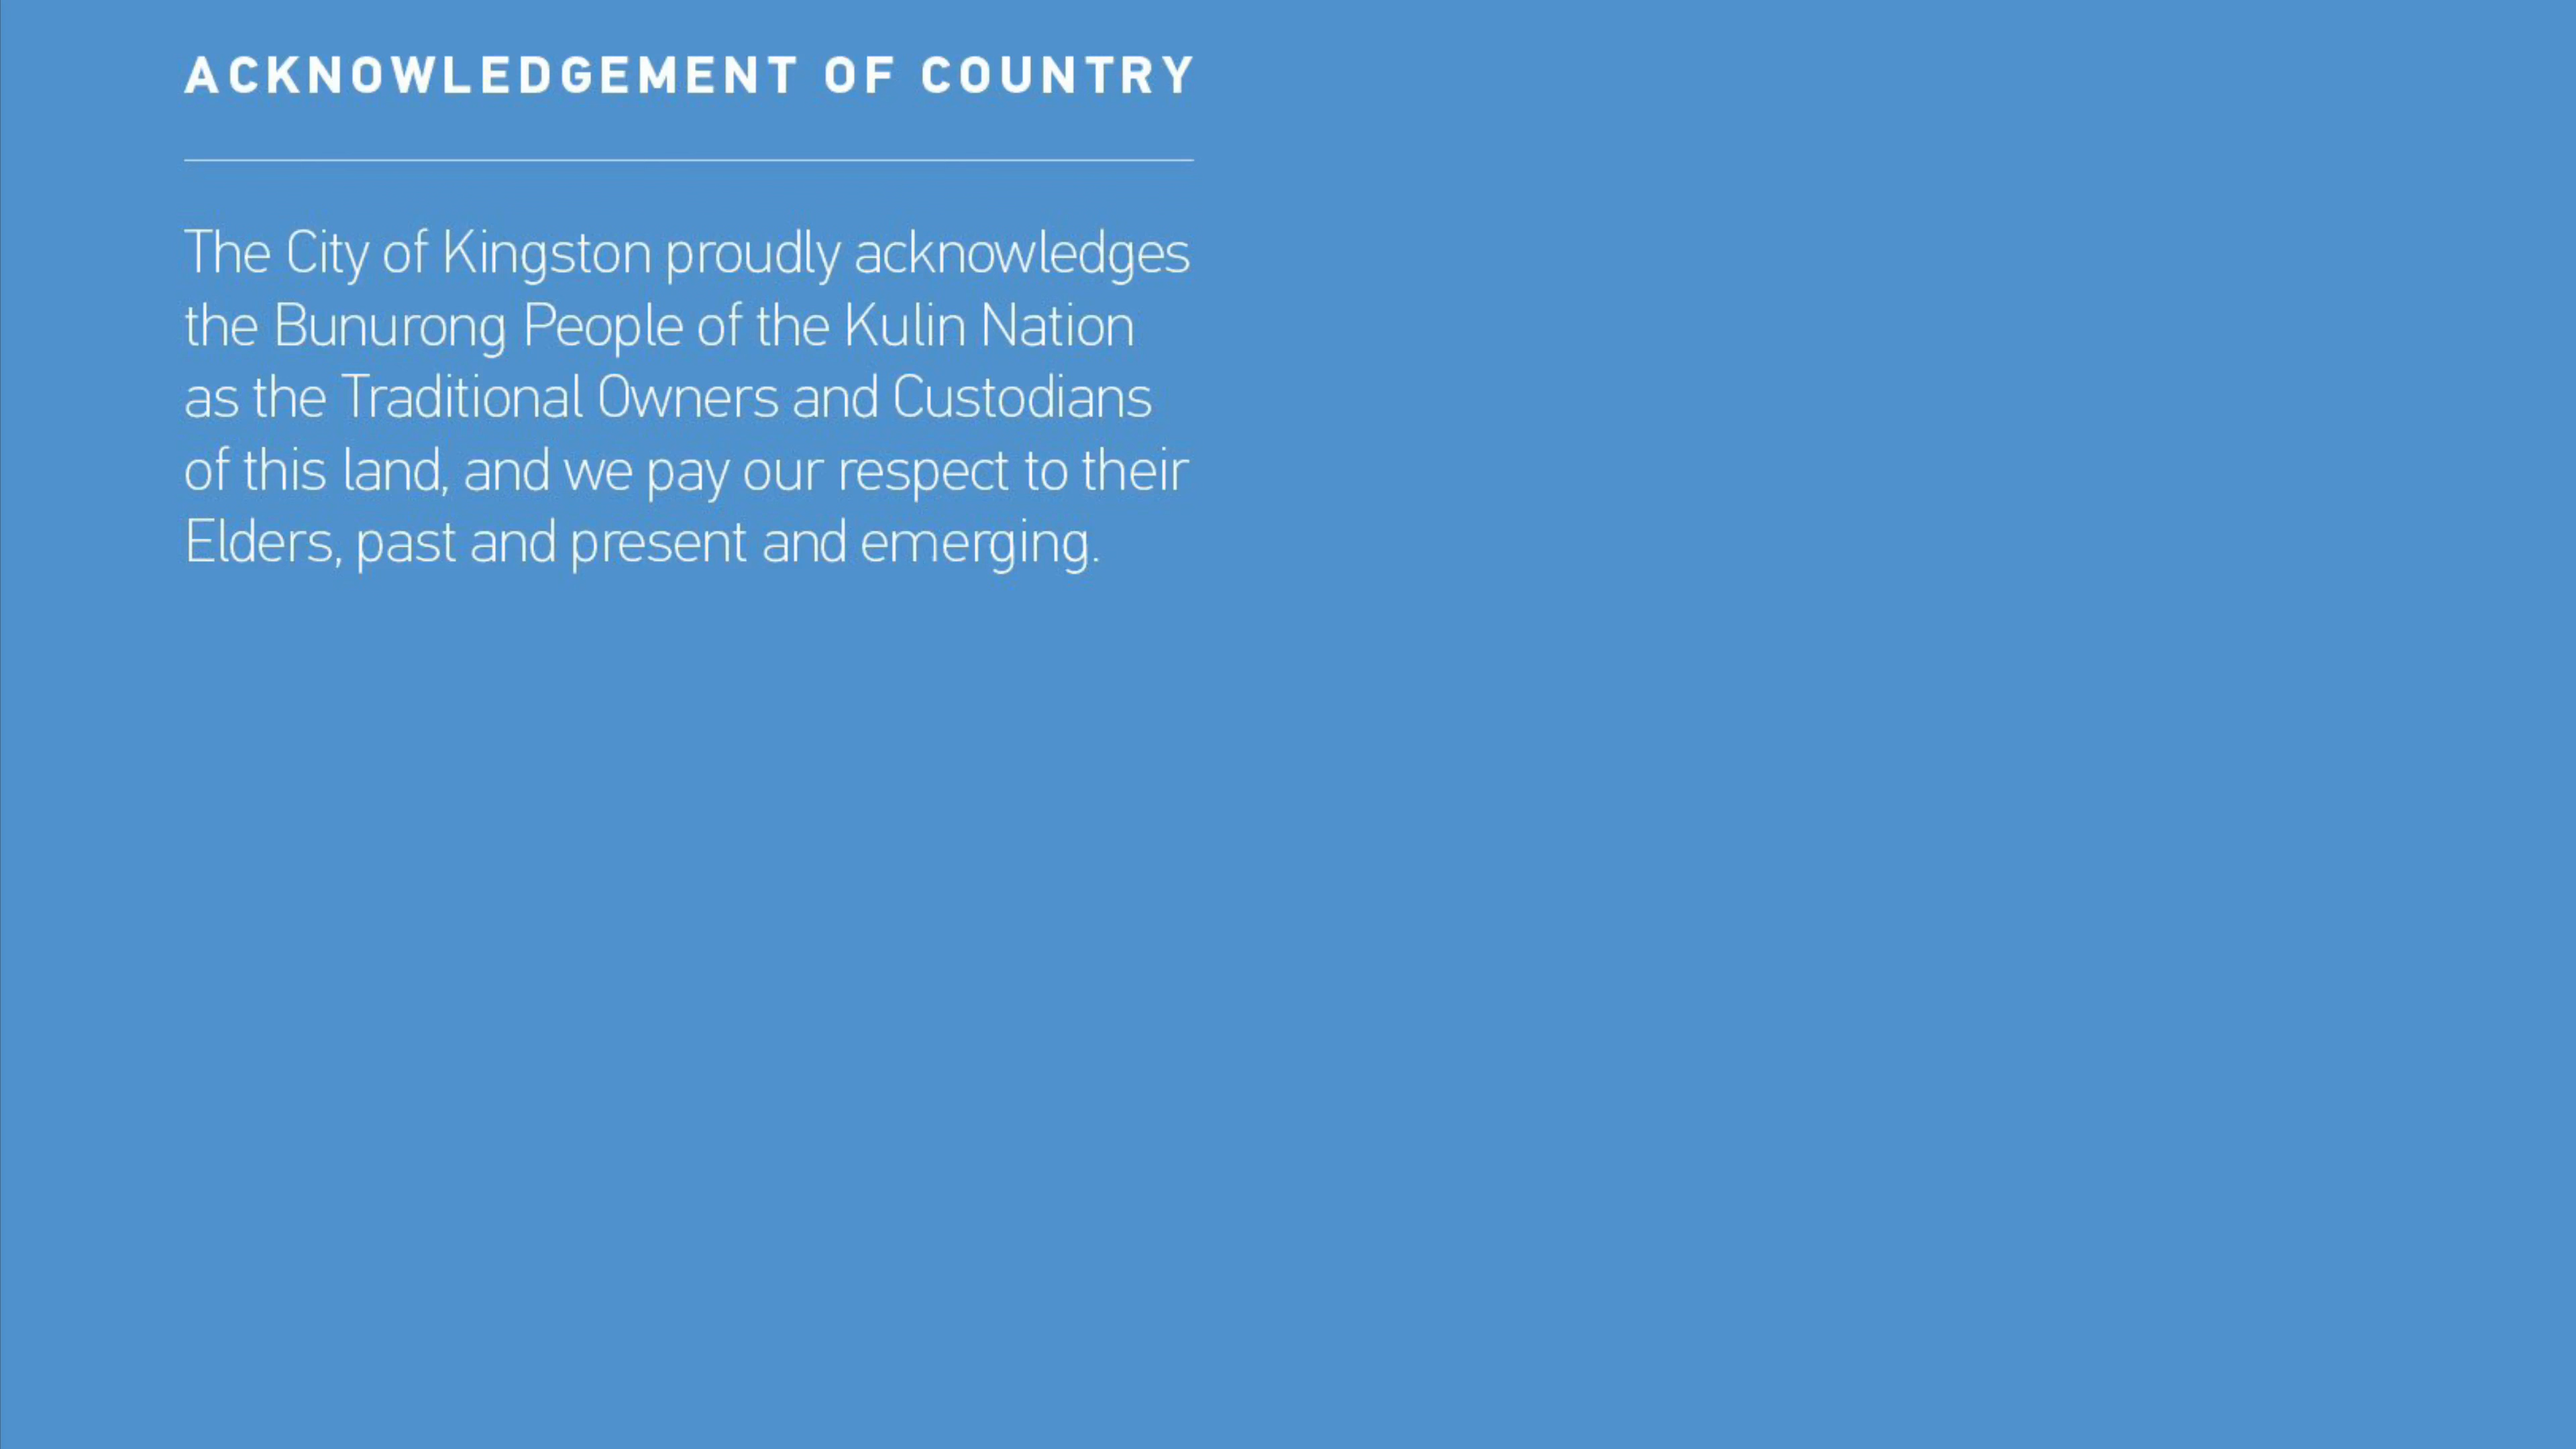 ACKNOWLEDGEMENT OF COUNTRY
The City of Kingston proudly acknowledges
the Bunurong People of the Kulin Nation
as the Traditional Owners and Custodians
of this land, and we pay our respect to their
Elders, past and present and emerging.